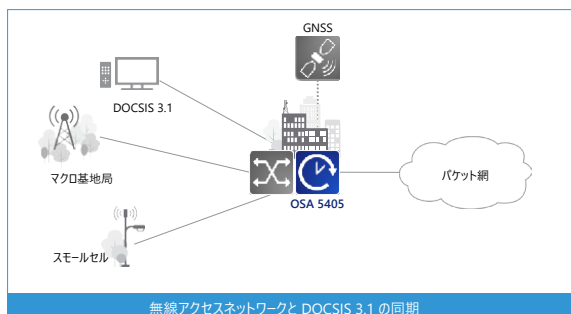 GNSS
DOCSIS 3.1
マクロ基地局
OSA 5405
パケット網
スモールセル
無線アクセスネットワークと DOCSIS 3.1 の同期